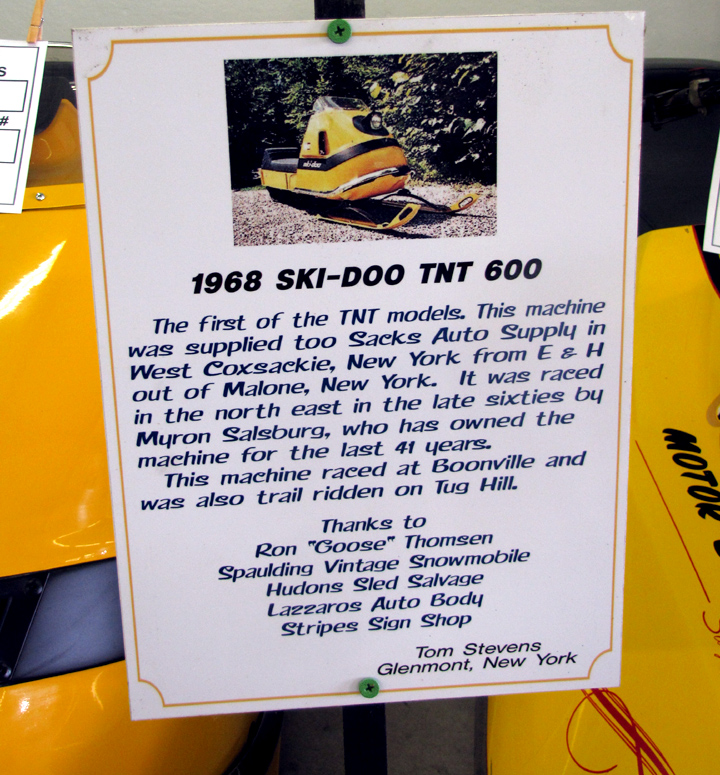 S
#
ski-doo
1968 SKI-DOO TNT 600
The first of the TNT models. This machine
was supplied too Sacks Auto Supply in
West Coxsackie, New York from E & H
out of Malone, New York. It was raced
in the north east in the late sixties by
Myron Salsburg, who has owned the
machine for the last 41 years.
This machine raced at Boonville and
was also trail ridden on Tug Hill.
Thanks to
Ron "Goose" Thomsen
Spaulding Vintage Snowmobile
Hudons Sled Salvage
Lazzaros Auto Body
Stripes Sign Shop
Tom Stevens
Glenmont, New York
MOTOR